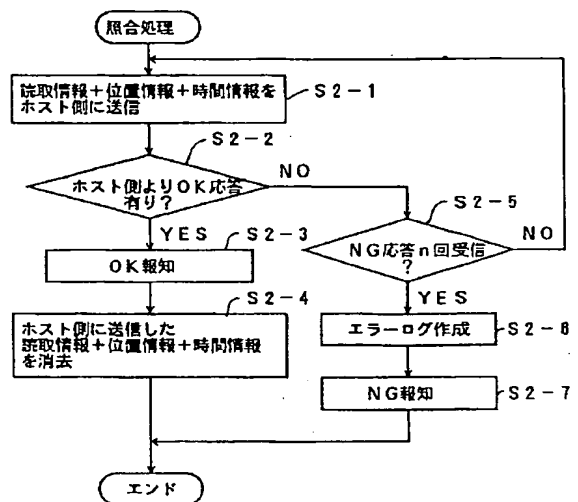 照合処理
読取情報＋位置情報＋時間情報を
ホスト側に送信
S2-1
S2-2
ホスト側よりOK応答
有り？
NO
YES
S2-3
OK報知
S2-4
ホスト側に送信した
読取情報＋位置情報＋時間情報
を消去
S2-5
NG応答n回受信
？
NO
YES
エラーログ作成
S2-6
NG報知
S2-7
エンド